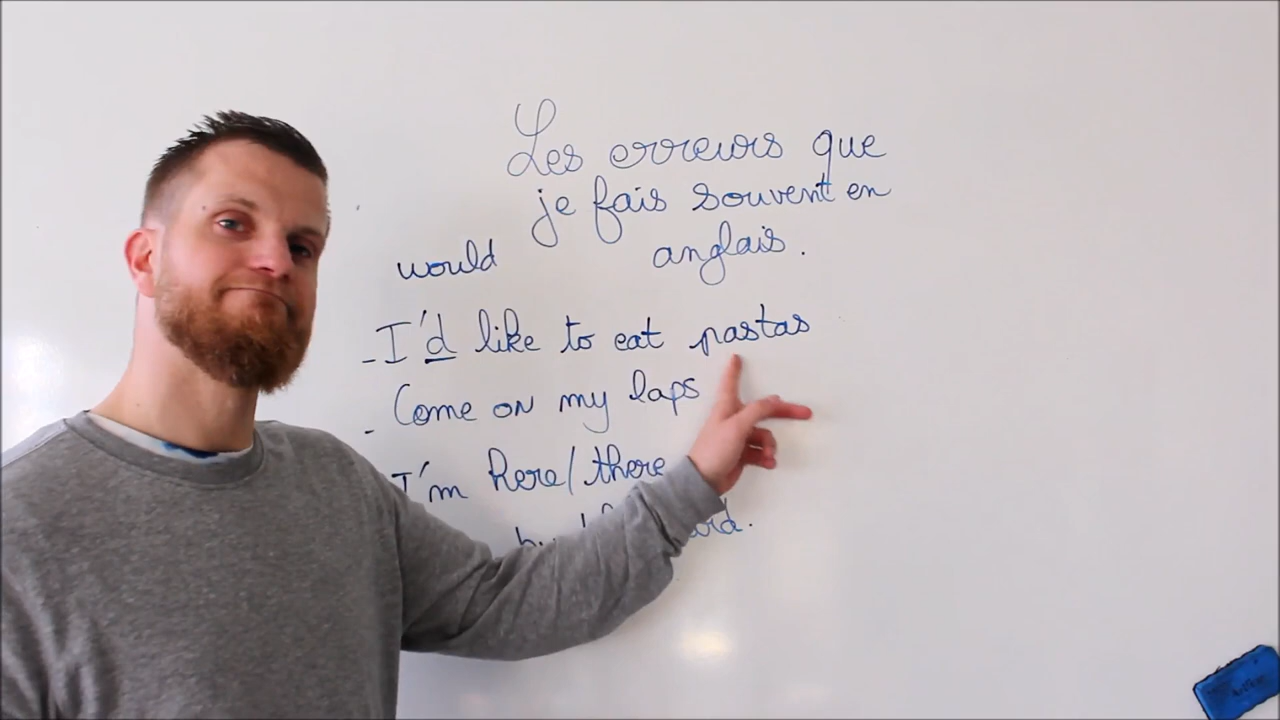 Les erreurs que
je fais souvent en
anglais.
would
- I'd like to eat pastas
- Come on my laps
I'm here/there